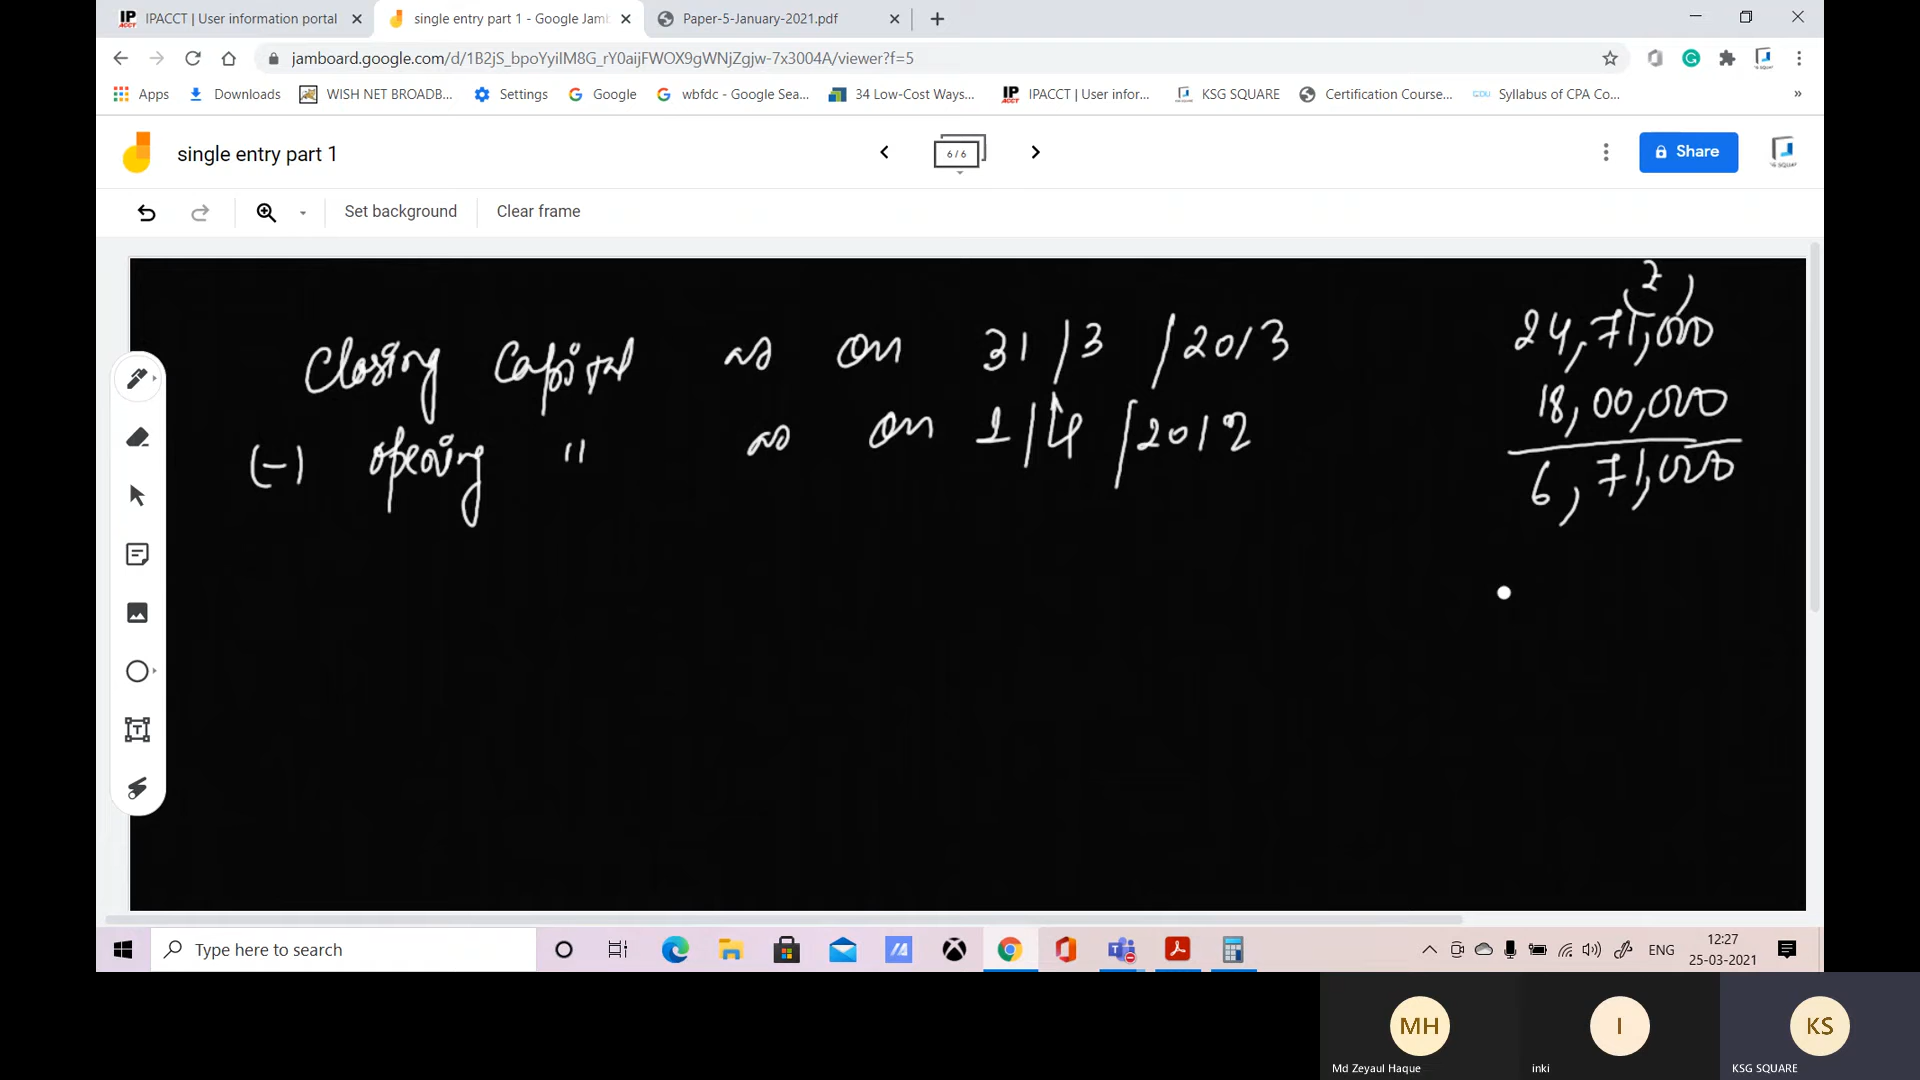 IPACCT | User information portal
single entry part 1 - Google Jamb
Paper-5-January-2021.pdf
jamboard.google.com/d/1B2jS_bpoYyiIM8G_rY0aijFWOX9gWNjZgjw-7x3004A/viewer?f=5
Apps Downloads WISH NET BROADB... Settings Google wbfdc - Google Sea... 34 Low-Cost Ways... IPACCT | User infor... KSG SQUARE Certification Course... Syllabus of CPA Co... »
single entry part 1
6 / 6
Share
Set background Clear frame
(2)
Closing Capital as on 31/3/2013 24,71,000
(-) opening " as on 1/4/2012 18,00,000
6,71,000
Type here to search
ENG
12:27
25-03-2021
MH I KS
Md Zeyaul Haque inki KSG SQUARE